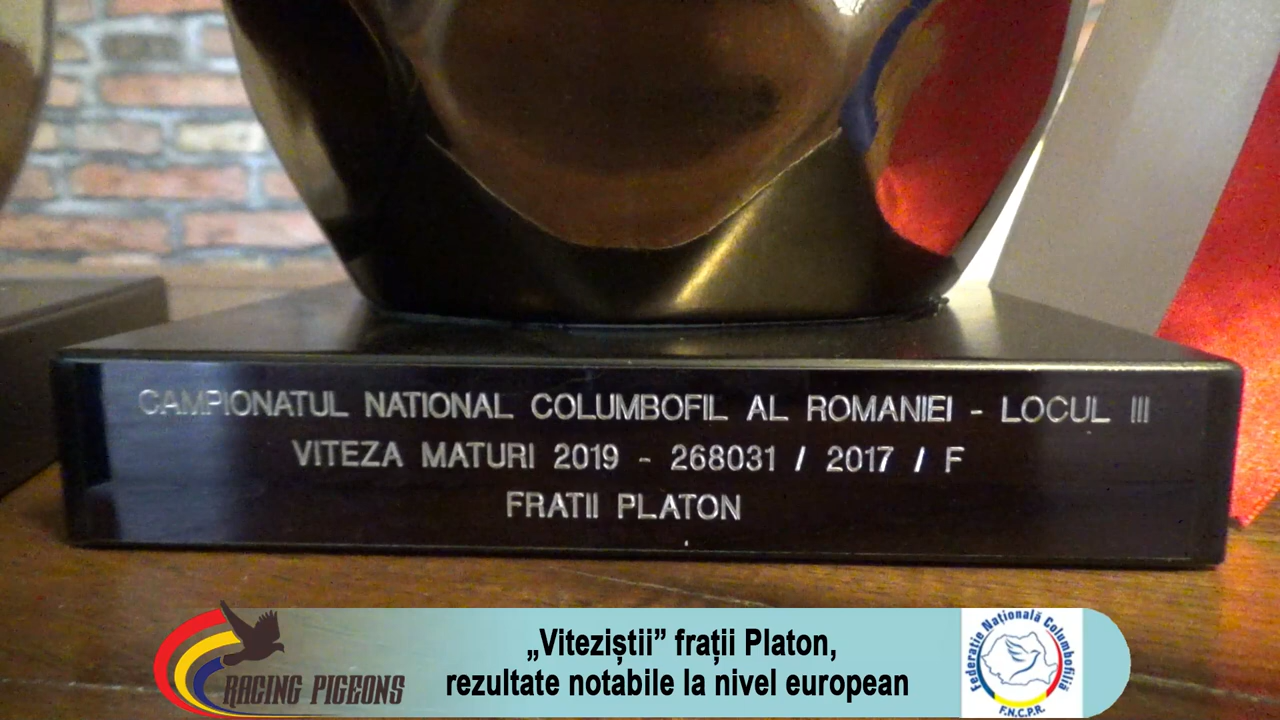 CAMPIONATUL NATIONAL COLUMBOFIL AL ROMANIEI - LOCUL III
VITEZA MATURI 2019 - 268031 / 2017 / F
FRATII PLATON
„Viteziștii” frații Platon,
rezultate notabile la nivel european
RACING PIGEONS
Federația Națională Columbofilă
F.N.C.P.R.